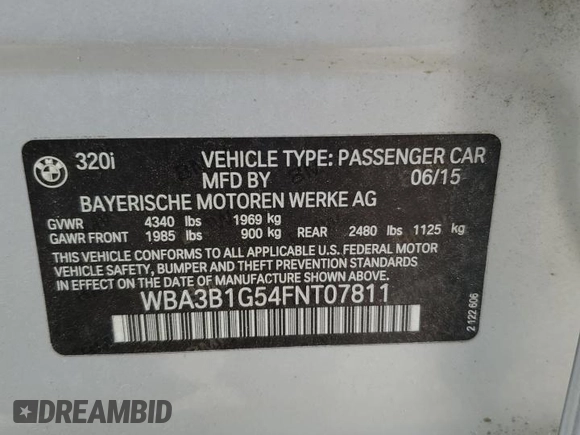 BMW
320i VEHICLE TYPE: PASSENGER CAR
MFD BY 06/15
BAYERISCHE MOTOREN WERKE AG
GVWR 4340 lbs 1969 kg
GAWR FRONT 1985 lbs 900 kg REAR 2480 lbs 1125 kg
THIS VEHICLE CONFORMS TO ALL APPLICABLE U.S. FEDERAL MOTOR
VEHICLE SAFETY, BUMPER AND THEFT PREVENTION STANDARDS
IN EFFECT ON THE DATE OF MANUFACTURE SHOWN ABOVE.
WBA3B1G54FNT07811
2 122 606
DREAMBID